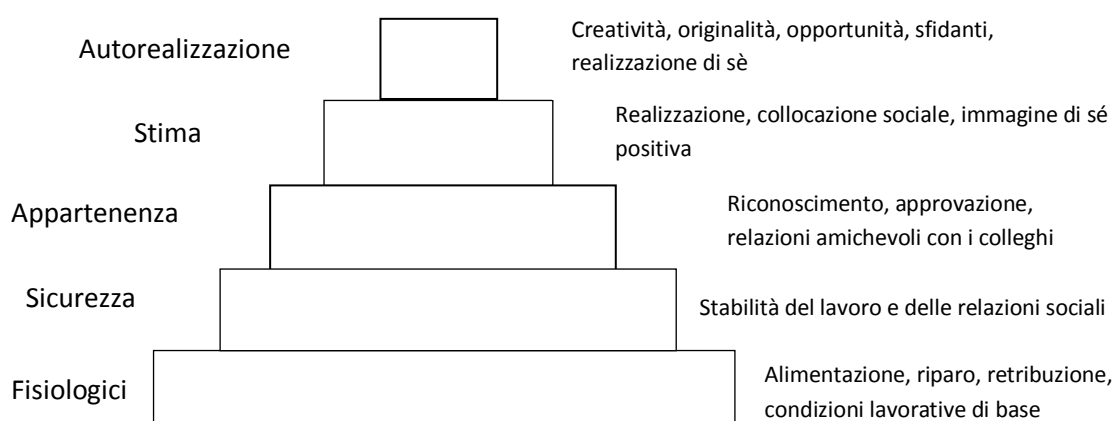 Autorealizzazione
Creatività, originalità, opportunità, sfidanti,
realizzazione di sè
Stima
Realizzazione, collocazione sociale, immagine di sé
positiva
Appartenenza
Riconoscimento, approvazione,
relazioni amichevoli con i colleghi
Sicurezza
Stabilità del lavoro e delle relazioni sociali
Fisiologici
Alimentazione, riparo, retribuzione,
condizioni lavorative di base